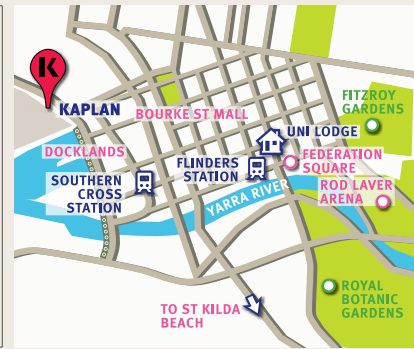 K
KAPLAN
BOURKE ST MALL
FITZROY
GARDENS
UNI LODGE
DOCKLANDS
FLINDERS
STATION
FEDERATION
SQUARE
SOUTHERN
CROSS
STATION
ROD LAVER
ARENA
YARRA RIVER
ROYAL
BOTANIC
GARDENS
TO ST KILDA
BEACH